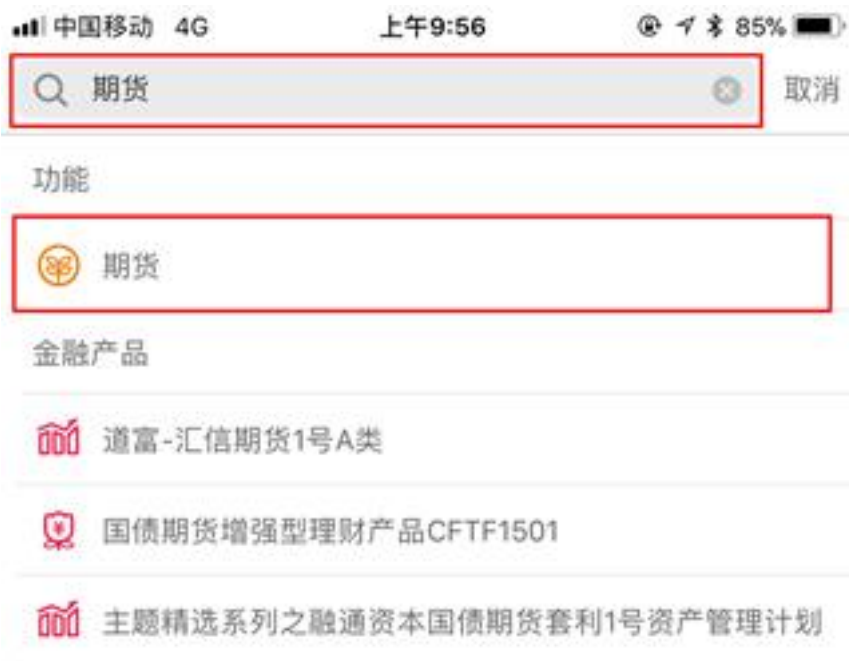 中国移动 4G 上午9:56 85%
期货 取消
功能
期货
金融产品
道富-汇信期货1号A类
国债期货增强型理财产品CFTF1501
主题精选系列之融通资本国债期货套利1号资产管理计划